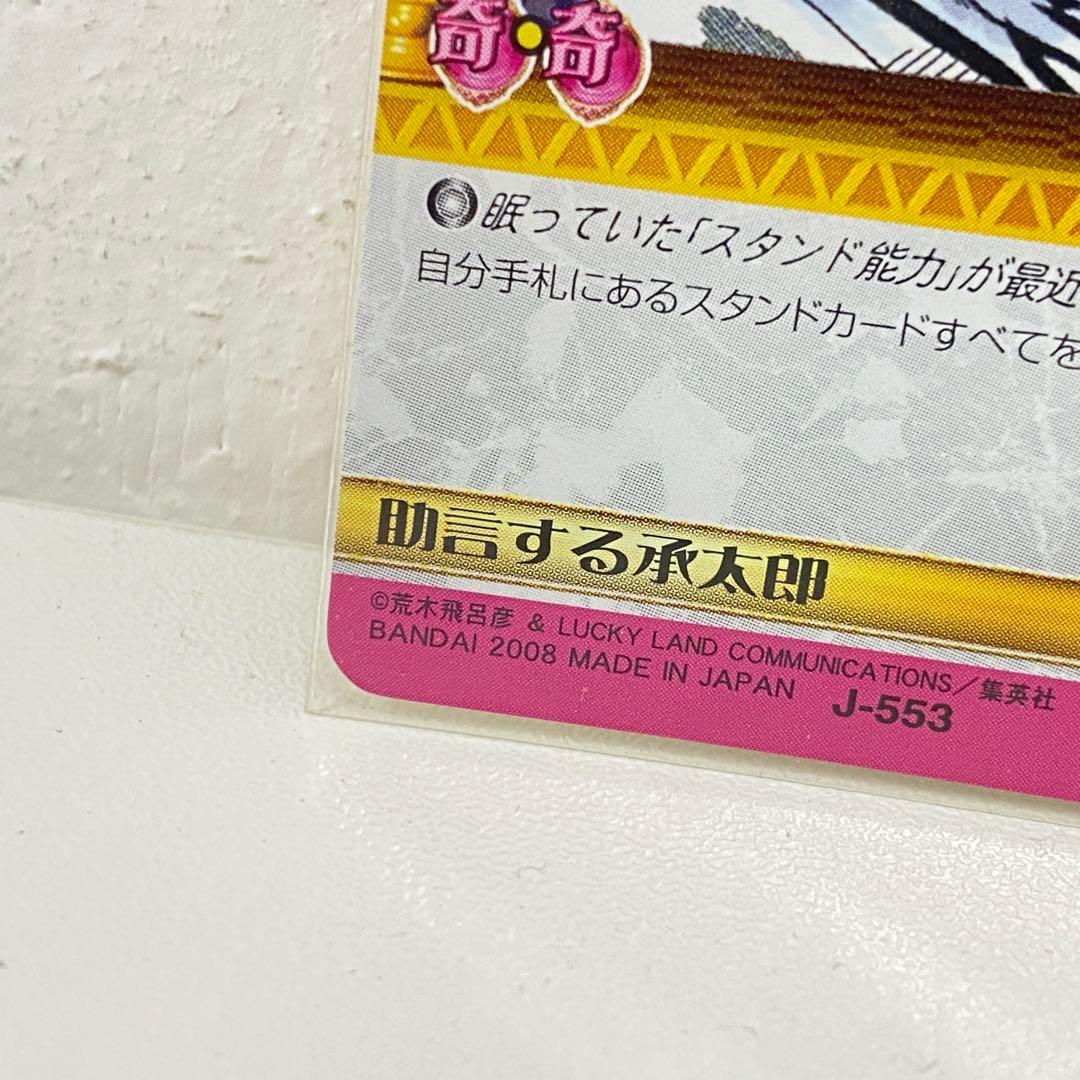 奇・奇
眠っていた「スタンド能力」が最近
自分手札にあるスタンドカードすべてを
助言する承太郎
©荒木飛呂彦 & LUCKY LAND COMMUNICATIONS／集英社
BANDAI 2008 MADE IN JAPAN J-553